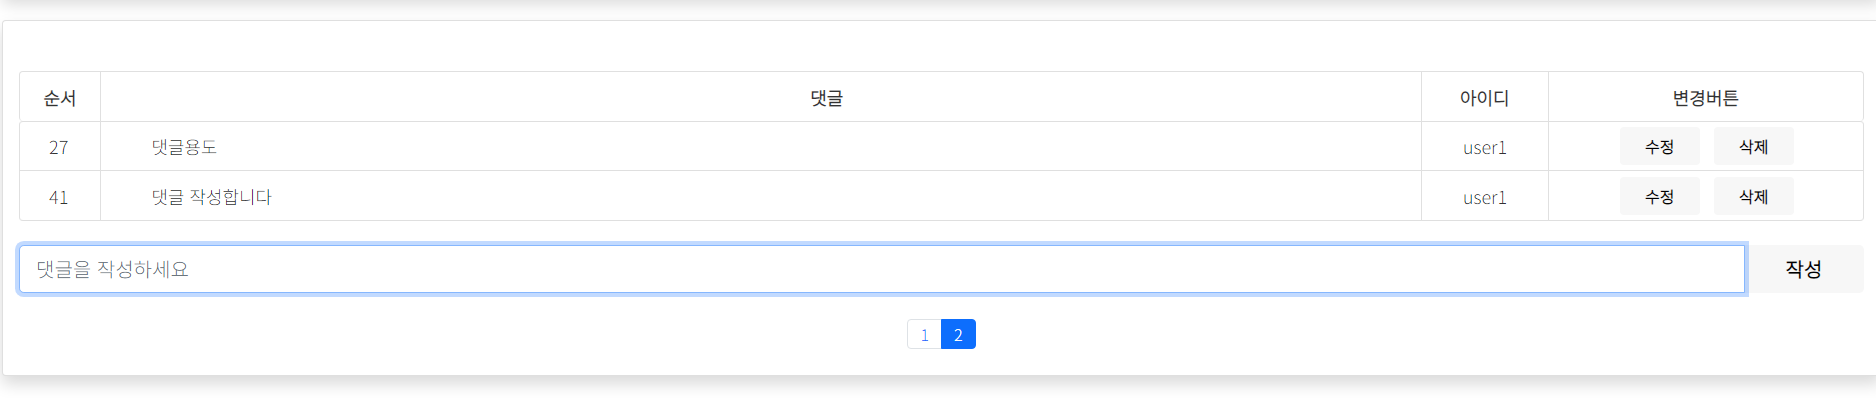 순서 댓글 아이디 변경버튼
27 댓글용도 user1 수정 삭제
41 댓글 작성합니다 user1 수정 삭제
댓글을 작성하세요 작성
1 2